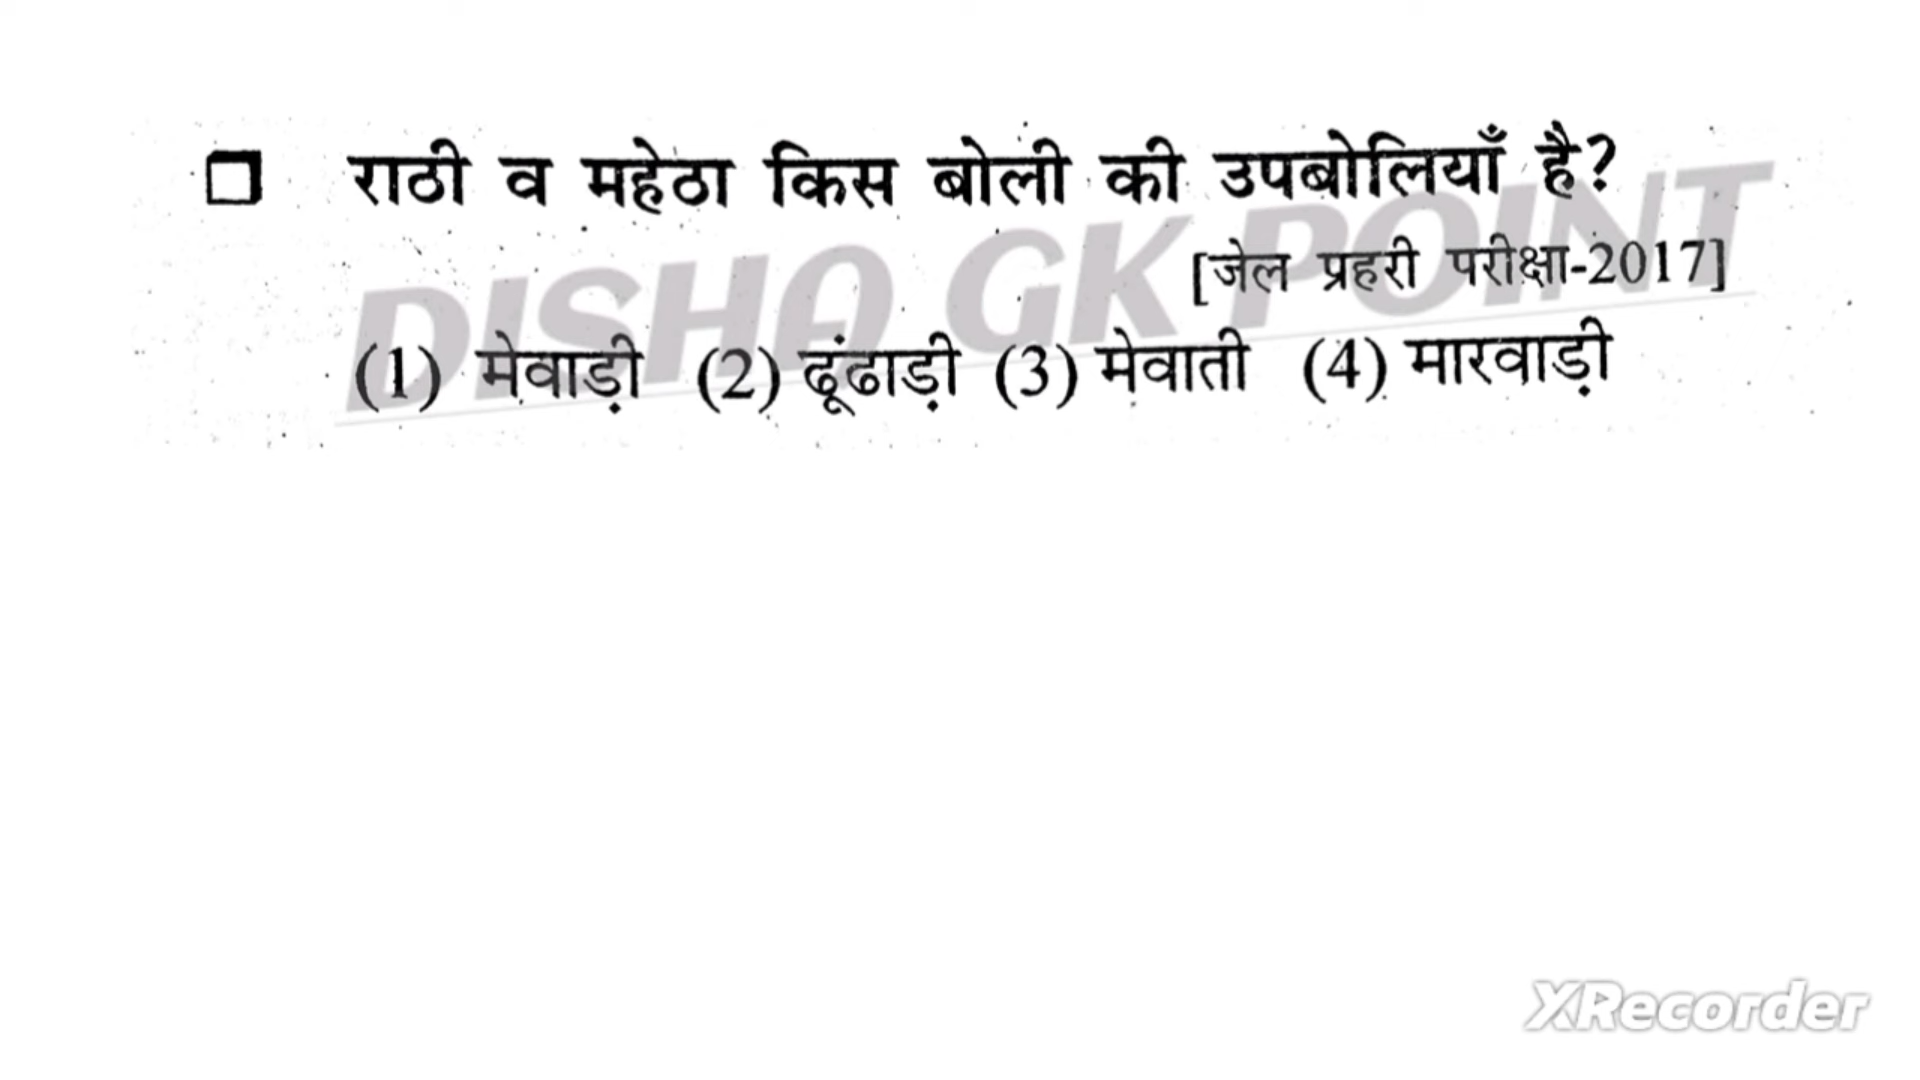 राठी व महेठा किस बोली की उपबोलियाँ है?
[जेल प्रहरी परीक्षा-2017]
DISHA GK POINT
(1) मेवाड़ी (2) ढूंढाड़ी (3) मेवाती (4) मारवाड़ी
XRecorder